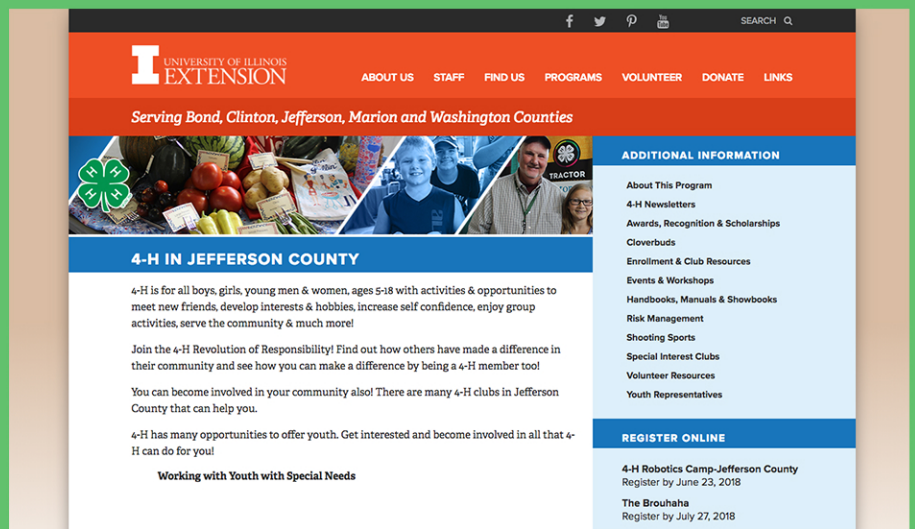 SEARCH
UNIVERSITY OF ILLINOIS
EXTENSION
ABOUT US STAFF FIND US PROGRAMS VOLUNTEER DONATE LINKS
Serving Bond, Clinton, Jefferson, Marion and Washington Counties
H H H H
TRACTOR
4-H IN JEFFERSON COUNTY
4-H is for all boys, girls, young men & women, ages 5-18 with activities & opportunities to
meet new friends, develop interests & hobbies, increase self confidence, enjoy group
activities, serve the community & much more!
Join the 4-H Revolution of Responsibility! Find out how others have made a difference in
their community and see how you can make a difference by being a 4-H member too!
You can become involved in your community also! There are many 4-H clubs in Jefferson
County that can help you.
4-H has many opportunities to offer youth. Get interested and become involved in all that 4-
H can do for you!
Working with Youth with Special Needs
ADDITIONAL INFORMATION
About This Program
4-H Newsletters
Awards, Recognition & Scholarships
Cloverbuds
Enrollment & Club Resources
Events & Workshops
Handbooks, Manuals & Showbooks
Risk Management
Shooting Sports
Special Interest Clubs
Volunteer Resources
Youth Representatives
REGISTER ONLINE
4-H Robotics Camp-Jefferson County
Register by June 23, 2018
The Brouhaha
Register by July 27, 2018